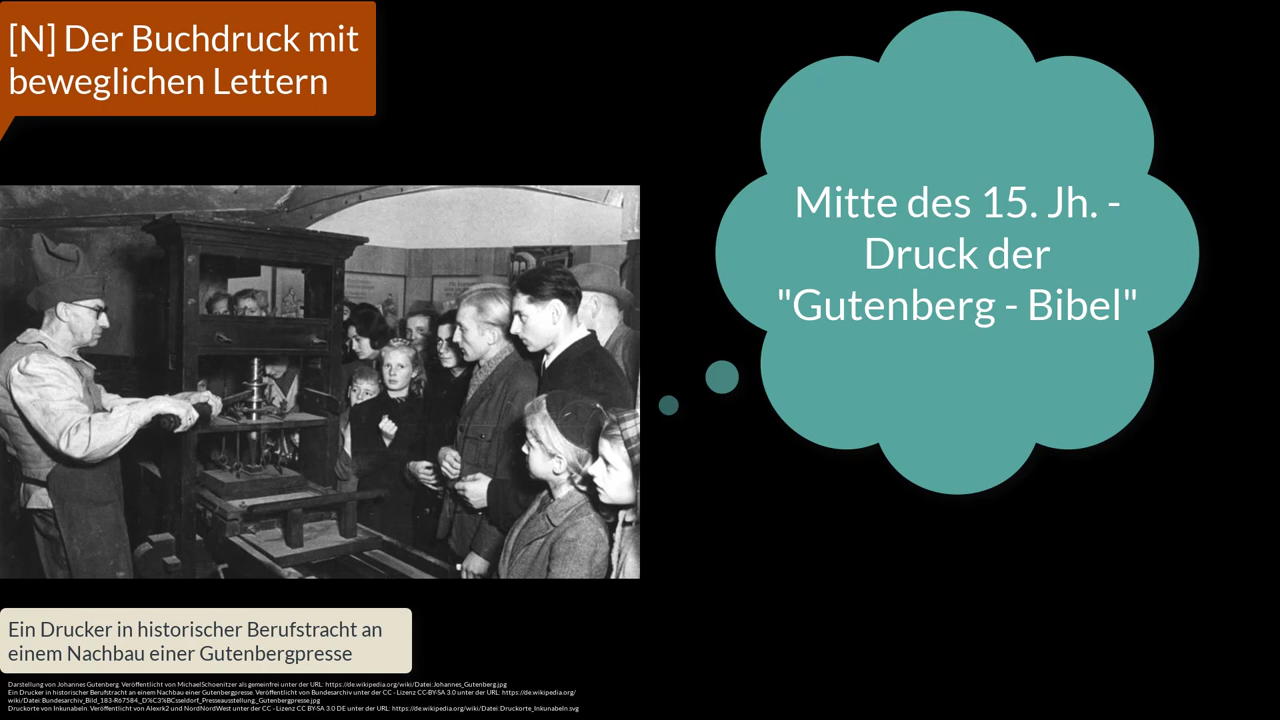 [N] Der Buchdruck mit
beweglichen Lettern
Mitte des 15. Jh. -
Druck der
"Gutenberg - Bibel"
Ein Drucker in historischer Berufstracht an
einem Nachbau einer Gutenbergpresse
Darstellung von Johannes Gutenberg. Veröffentlicht von MichaelSchoenitzer als gemeinfrei unter der URL: https://de.wikipedia.org/wiki/Datei:Johannes_Gutenberg.jpg
Ein Drucker in historischer Berufstracht an einem Nachbau einer Gutenbergpresse. Veröffentlicht von Bundesarchiv unter der CC - Lizenz CC-BY-SA 3.0 unter der URL: https://de.wikipedia.org/
wiki/Datei:Bundesarchiv_Bild_183-R67584,_D%C3%BCsseldorf_Presseausstellung,_Gutenbergpresse.jpg
Druckorte von Inkunabeln. Veröffentlicht von Alexrk2 und NordNordWest unter der CC - Lizenz CC BY-SA 3.0 DE unter der URL: https://de.wikipedia.org/wiki/Datei:Druckorte_Inkunabeln.svg